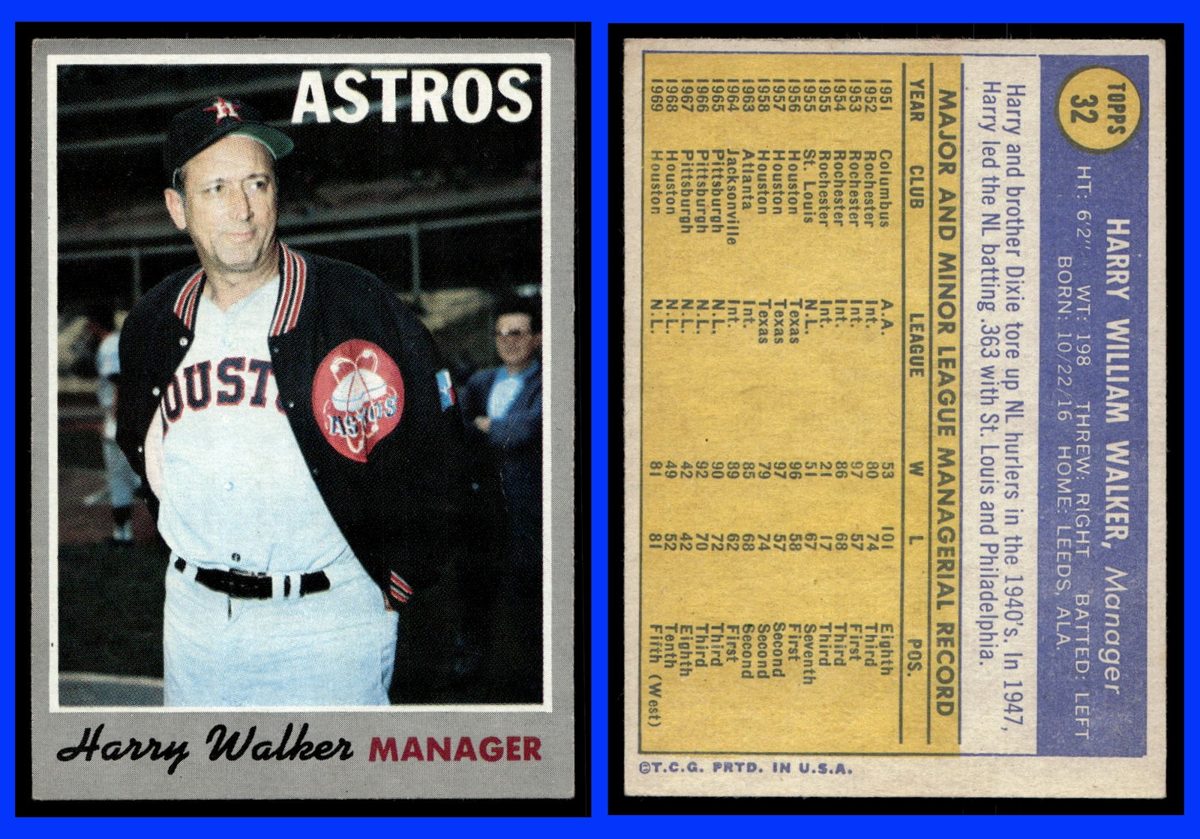 ASTROS
H
OUST
ASTROS
Harry Walker MANAGER
TOPPS
32
HARRY WILLIAM WALKER, Manager
HT: 6'2" WT: 198 THREW: RIGHT BATTED: LEFT
BORN: 10/22/16 HOME: LEEDS, ALA.
Harry and brother Dixie tore up NL hurlers in the 1940's. In 1947,
Harry led the NL batting .363 with St. Louis and Philadelphia.
MAJOR AND MINOR LEAGUE MANAGERIAL RECORD
YEAR CLUB LEAGUE W L POS.
1951 Columbus A.A. 53 101 Eighth
1952 Rochester Int. 80 74 Third
1953 Rochester Int. 97 57 First
1954 Rochester Int. 86 68 Third
1955 Rochester Int. 21 17 Third
1955 St. Louis N.L. 51 67 Seventh
1956 Houston Texas 96 58 First
1957 Houston Texas 97 57 Second
1958 Houston Texas 79 74 Second
1963 Atlanta Int. 85 68 Second
1964 Jacksonville Int. 89 62 First
1965 Pittsburgh N.L. 90 72 Third
1966 Pittsburgh N.L. 92 70 Third
1967 Pittsburgh N.L. 42 42 Eighth
1968 Houston N.L. 49 52 Tenth
1969 Houston N.L. 81 81 Fifth (West)
©T.C.G. PRTD. IN U.S.A.